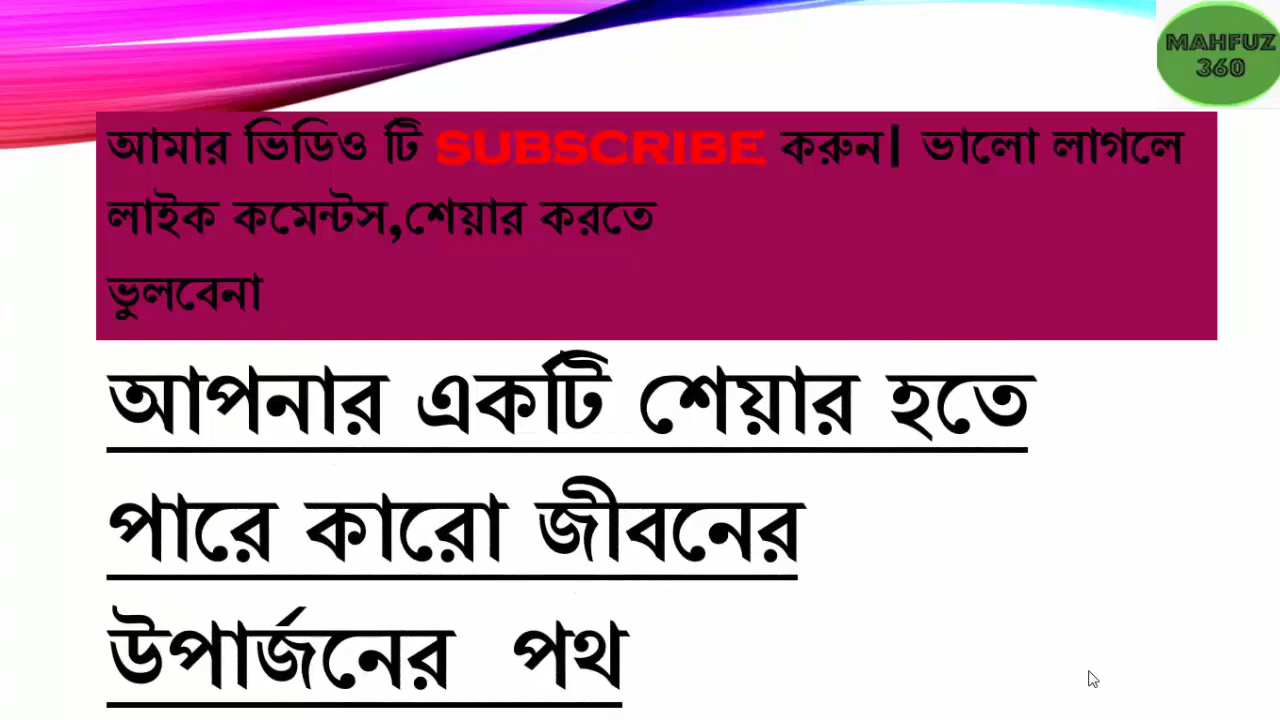 MAHFUZ
360
আমার ভিডিও টি SUBSCRIBE করুন| ভালো লাগলে
লাইক কমেন্টস,শেয়ার করতে
ভুলবেনা
আপনার একটি শেয়ার হতে
পারে কারো জীবনের
উপার্জনের পথ